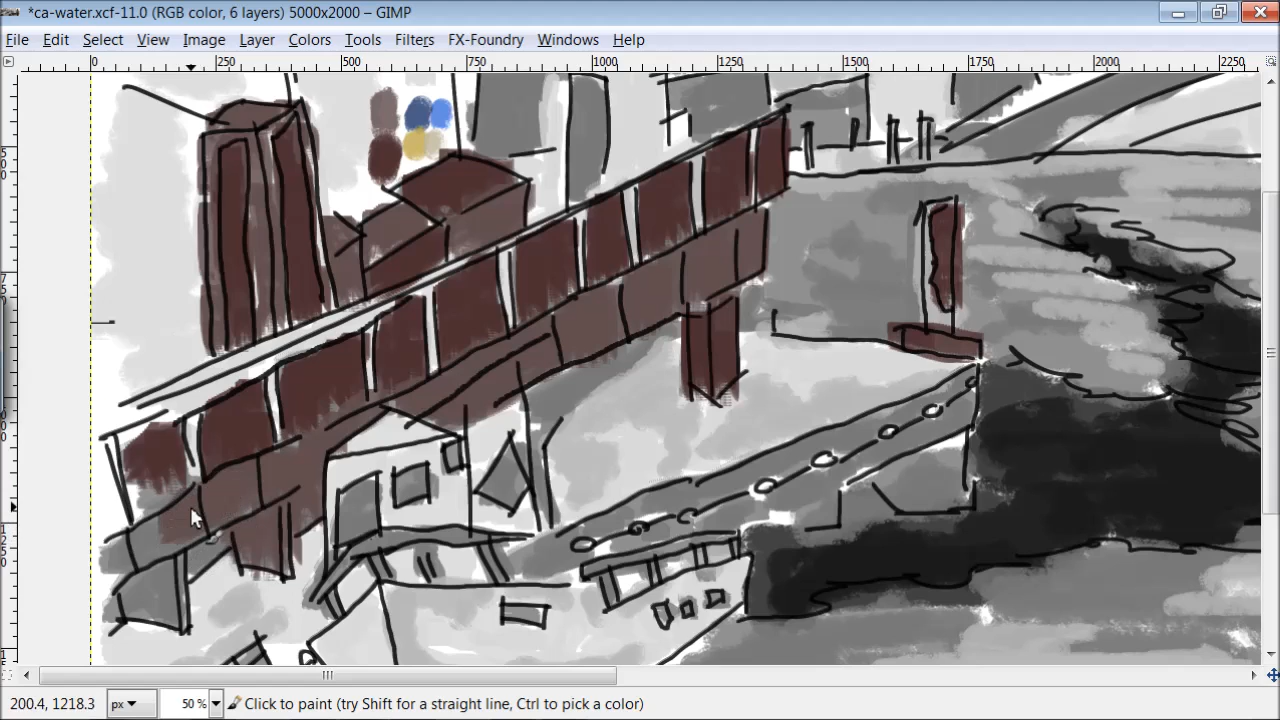 *ca-water.xcf-11.0 (RGB color, 6 layers) 5000x2000 – GIMP
File Edit Select View Image Layer Colors Tools Filters FX-Foundry Windows Help
0 250 500 750 1000 1250 1500 1750 2000 2250
200.4, 1218.3 px 50 % Click to paint (try Shift for a straight line, Ctrl to pick a color)